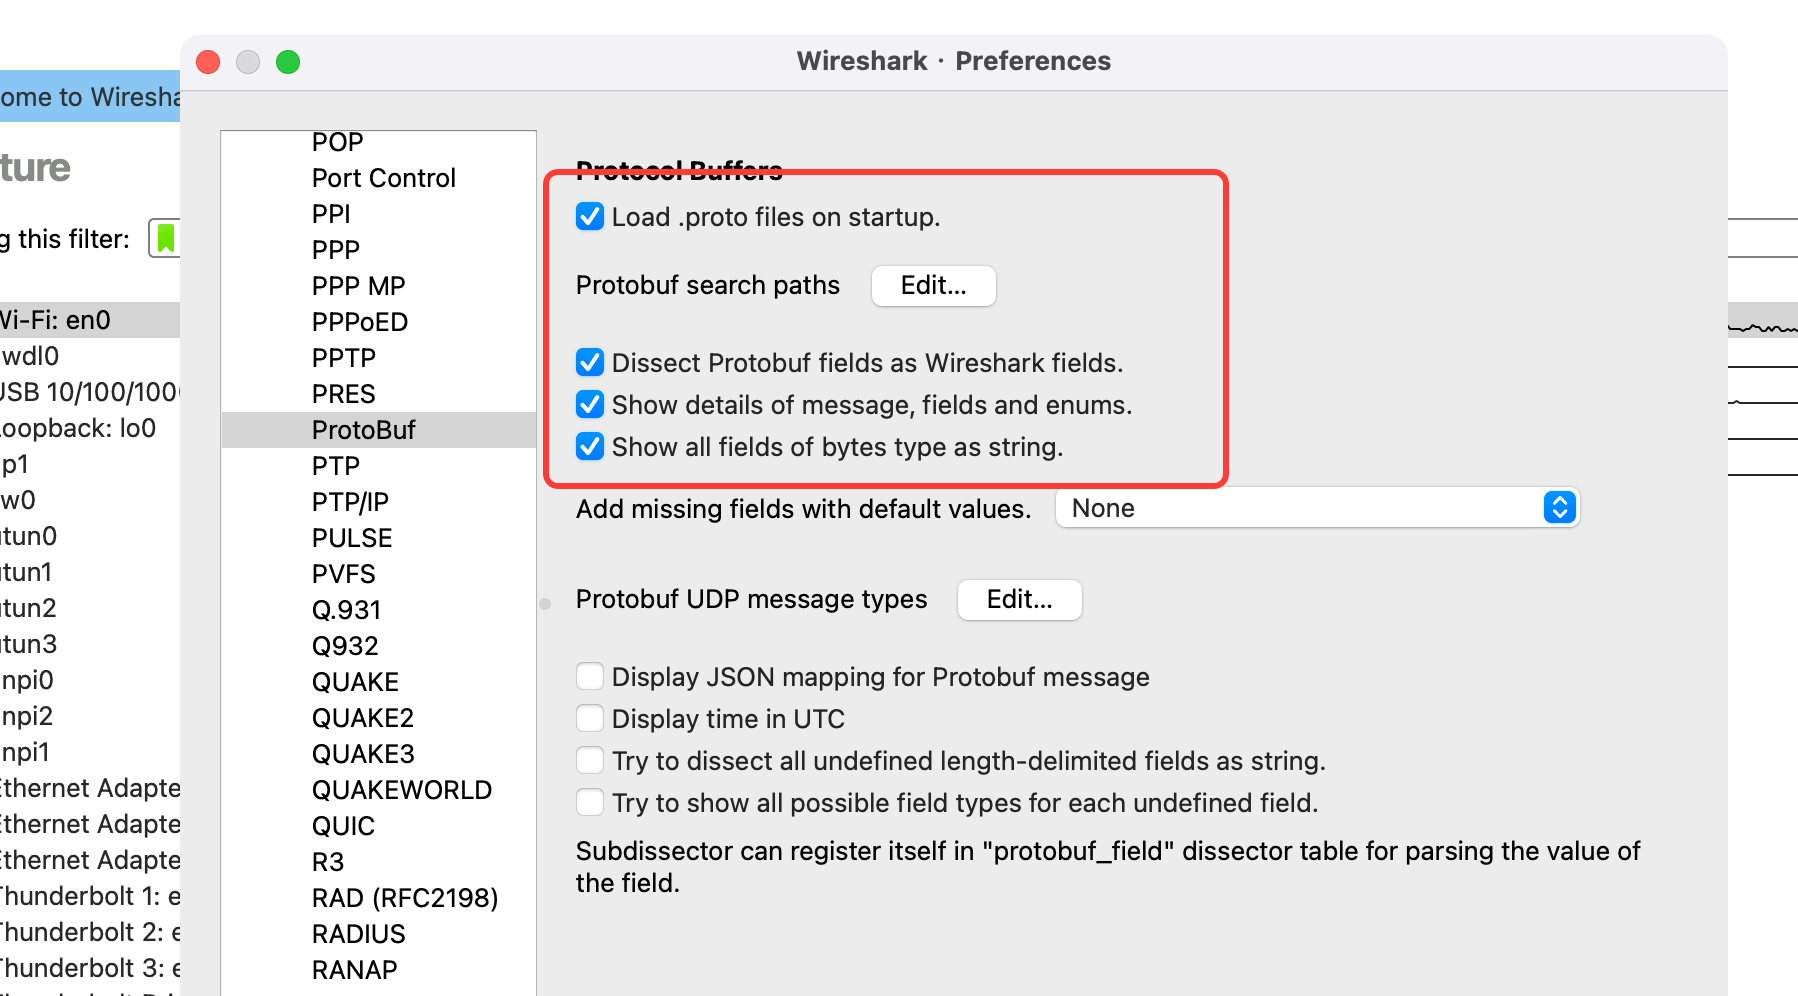 Wireshark · Preferences
ome to Wiresha
ture
g this filter:
Wi-Fi: en0
wdl0
USB 10/100/100
Loopback: lo0
p1
w0
utun0
utun1
utun2
utun3
npi0
npi2
npi1
Ethernet Adapte
Ethernet Adapte
Ethernet Adapte
Thunderbolt 1: e
Thunderbolt 2: e
Thunderbolt 3: e
POP
Port Control
PPI
PPP
PPP MP
PPPoED
PPTP
PRES
ProtoBuf
PTP
PTP/IP
PULSE
PVFS
Q.931
Q932
QUAKE
QUAKE2
QUAKE3
QUAKEWORLD
QUIC
R3
RAD (RFC2198)
RADIUS
RANAP
Protocol Buffers
Load .proto files on startup.
Protobuf search paths Edit...
Dissect Protobuf fields as Wireshark fields.
Show details of message, fields and enums.
Show all fields of bytes type as string.
Add missing fields with default values. None
Protobuf UDP message types Edit...
Display JSON mapping for Protobuf message
Display time in UTC
Try to dissect all undefined length-delimited fields as string.
Try to show all possible field types for each undefined field.
Subdissector can register itself in "protobuf_field" dissector table for parsing the value of
the field.